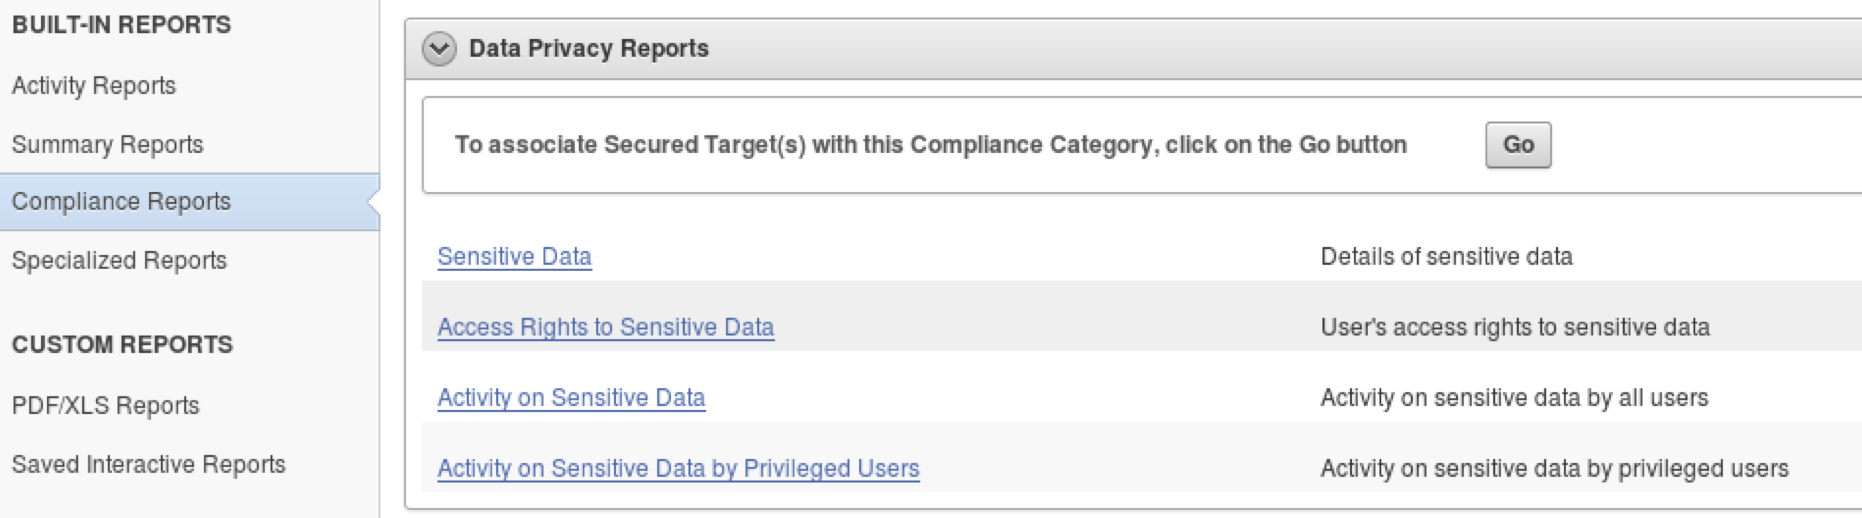 BUILT-IN REPORTS
Activity Reports
Summary Reports
Compliance Reports
Specialized Reports
CUSTOM REPORTS
PDF/XLS Reports
Saved Interactive Reports
Data Privacy Reports
To associate Secured Target(s) with this Compliance Category, click on the Go button Go
Sensitive Data Details of sensitive data
Access Rights to Sensitive Data User's access rights to sensitive data
Activity on Sensitive Data Activity on sensitive data by all users
Activity on Sensitive Data by Privileged Users Activity on sensitive data by privileged users